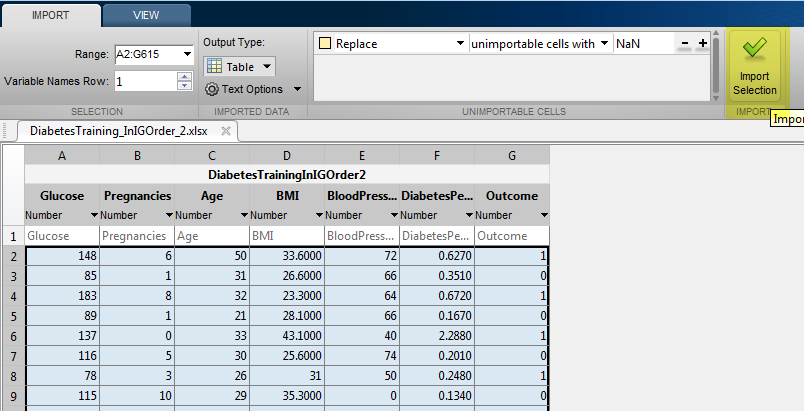 IMPORT VIEW
Range: A2:G615 Output Type: Replace unimportable cells with NaN - +
Table
Variable Names Row: 1 Text Options Import Selection
SELECTION IMPORTED DATA UNIMPORTABLE CELLS IMPORT
Impor
DiabetesTraining_InIGOrder_2.xlsx
A B C D E F G
DiabetesTrainingInIGOrder2
Glucose Pregnancies Age BMI BloodPress... DiabetesPe... Outcome
Number Number Number Number Number Number Number
1 Glucose Pregnancies Age BMI BloodPress... DiabetesPe... Outcome
2 148 6 50 33.6000 72 0.6270 1
3 85 1 31 26.6000 66 0.3510 0
4 183 8 32 23.3000 64 0.6720 1
5 89 1 21 28.1000 66 0.1670 0
6 137 0 33 43.1000 40 2.2880 1
7 116 5 30 25.6000 74 0.2010 0
8 78 3 26 31 50 0.2480 1
9 115 10 29 35.3000 0 0.1340 0